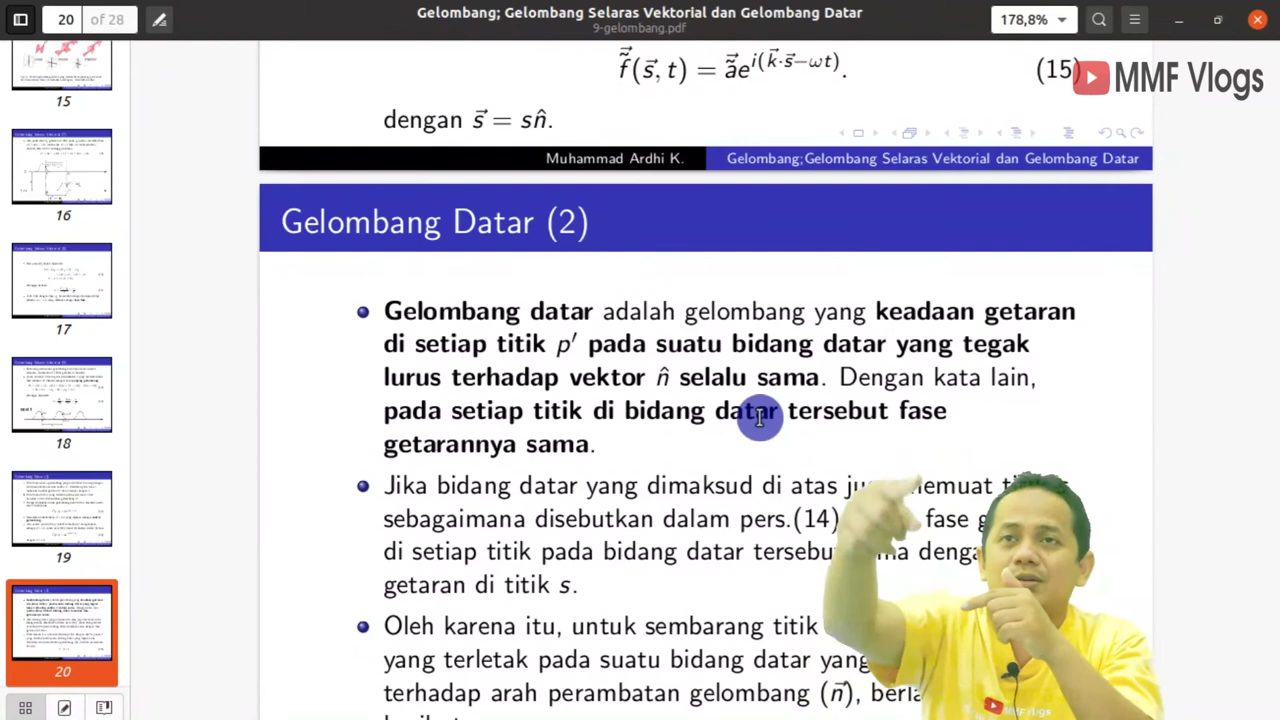 20 of 28
Gelombang; Gelombang Selaras Vektorial dan Gelombang Datar
9-gelombang.pdf
178,8%
MMF Vlogs
f(s⃗, t) = ãe^{i(k⃗·s⃗−ωt)}. (15)
dengan s⃗ = sn̂.
Muhammad Ardhi K. Gelombang;Gelombang Selaras Vektorial dan Gelombang Datar
Gelombang Datar (2)
Gelombang datar adalah gelombang yang keadaan getaran
di setiap titik p′ pada suatu bidang datar yang tegak
lurus terhadap vektor n̂ selalu sama. Dengan kata lain,
pada setiap titik di bidang datar tersebut fase
getarannya sama.
Jika bidang datar yang dimaksud di atas
sebagaimana disebutkan dalam pers.(14)
di setiap titik pada bidang datar tersebut
getaran di titik s.
Oleh karena itu untuk sembarang titik
yang terletak pada suatu bidang datar yang
terhadap arah perambatan gelombang (n⃗),
15
16
17
18
19
20
MMF Vlogs